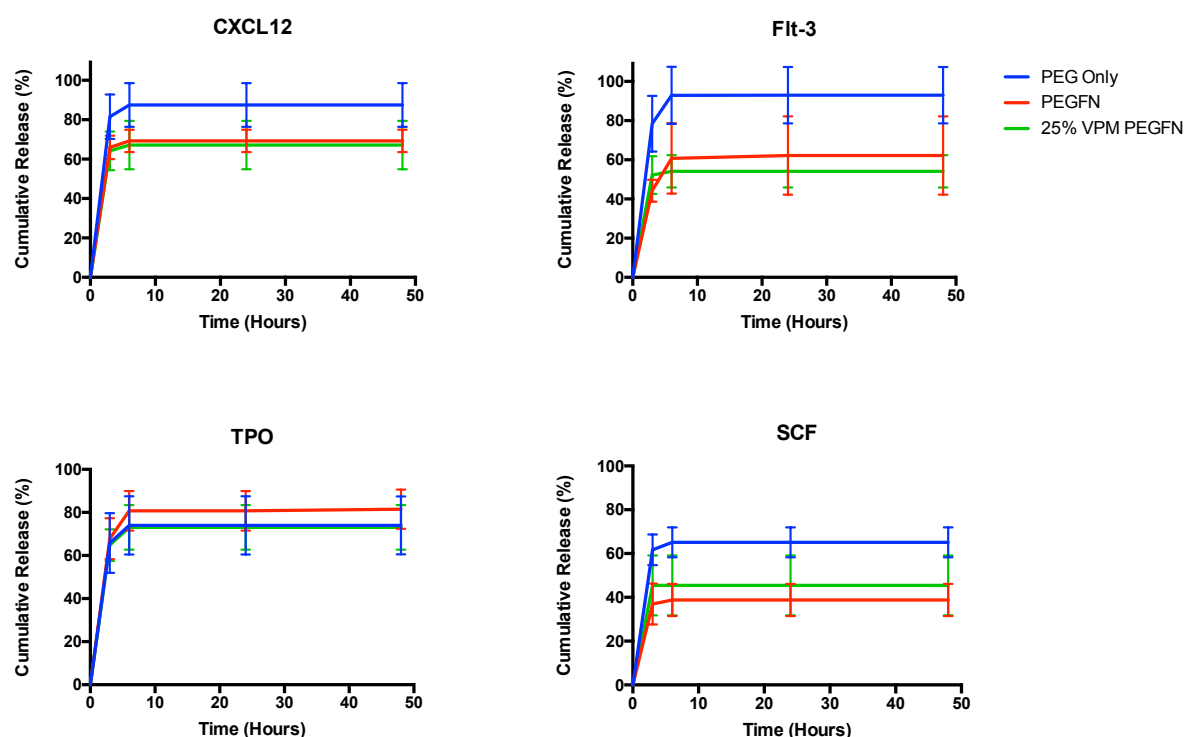 CXCL12
Cumulative Release (%)
100
80
60
40
20
0
0 10 20 30 40 50
Time (Hours)
Flt-3
Cumulative Release (%)
100
80
60
40
20
0
0 10 20 30 40 50
Time (Hours)
PEG Only
PEGFN
25% VPM PEGFN
TPO
Cumulative Release (%)
100
80
60
40
20
0
0 10 20 30 40 50
Time (Hours)
SCF
Cumulative Release (%)
100
80
60
40
20
0
0 10 20 30 40 50
Time (Hours)